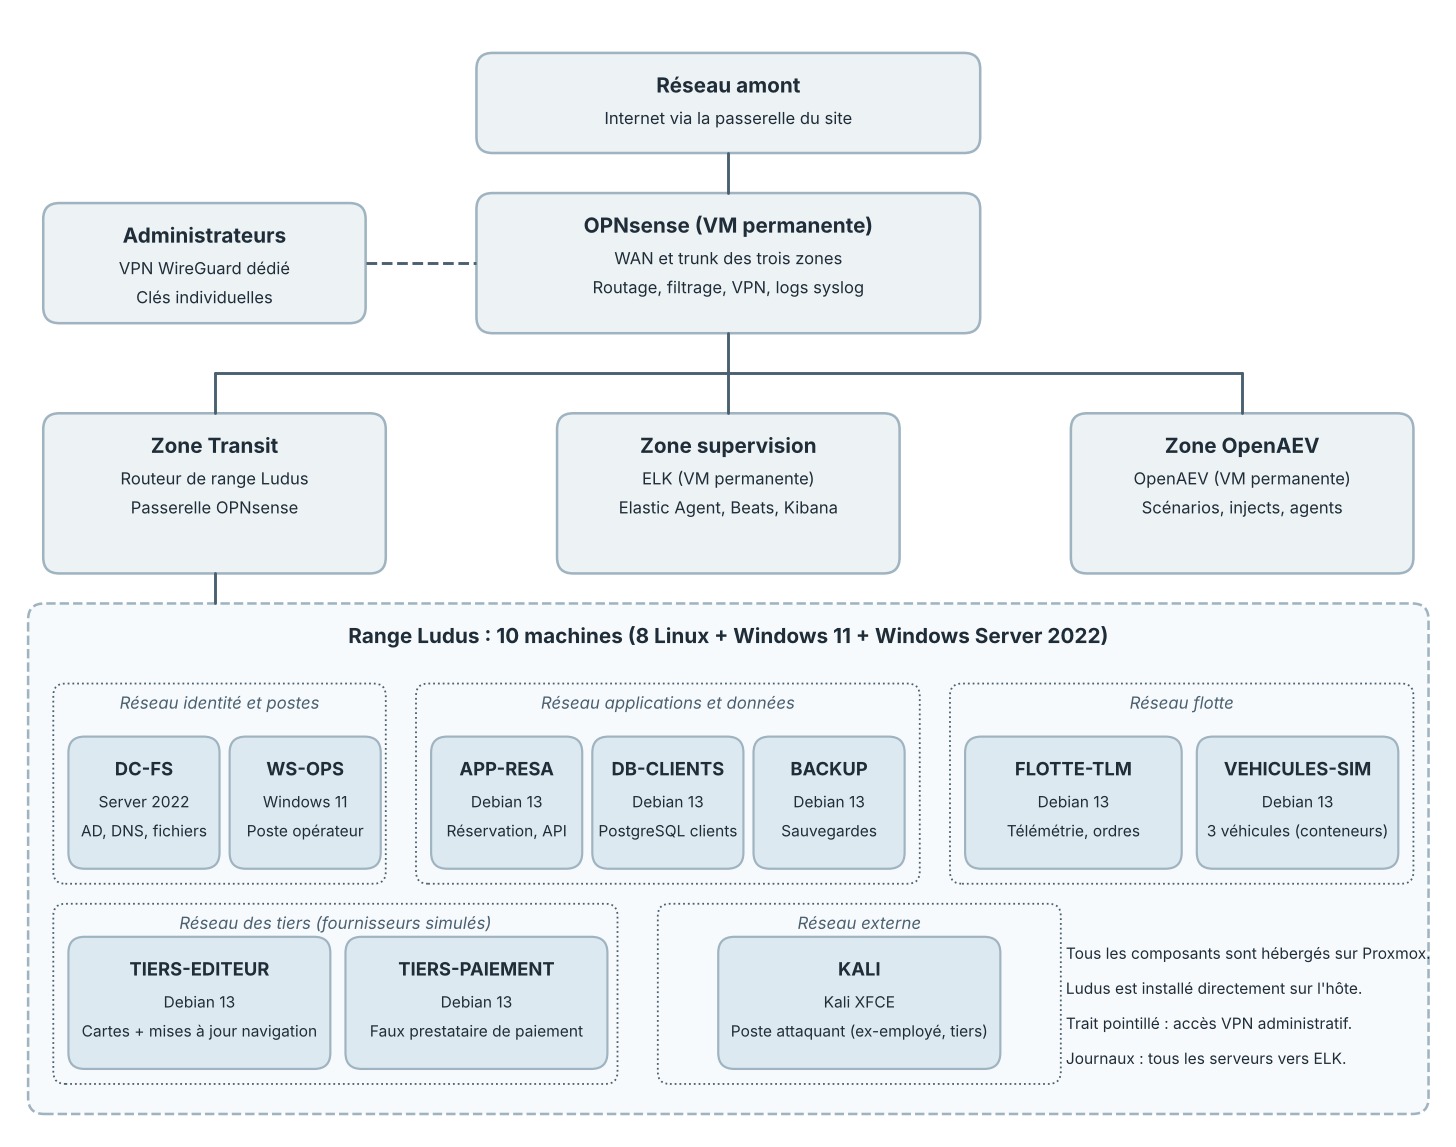 Réseau amont
Internet via la passerelle du site
OPNsense (VM permanente)
WAN et trunk des trois zones
Routage, filtrage, VPN, logs syslog
Administrateurs
VPN WireGuard dédié
Clés individuelles
Zone Transit
Routeur de range Ludus
Passerelle OPNsense
Zone supervision
ELK (VM permanente)
Elastic Agent, Beats, Kibana
Zone OpenAEV
OpenAEV (VM permanente)
Scénarios, injects, agents
Range Ludus : 10 machines (8 Linux + Windows 11 + Windows Server 2022)
Réseau identité et postes
DC-FS
Server 2022
AD, DNS, fichiers
WS-OPS
Windows 11
Poste opérateur
Réseau applications et données
APP-RESA
Debian 13
Réservation, API
DB-CLIENTS
Debian 13
PostgreSQL clients
BACKUP
Debian 13
Sauvegardes
Réseau flotte
FLOTTE-TLM
Debian 13
Télémétrie, ordres
VEHICULES-SIM
Debian 13
3 véhicules (conteneurs)
Réseau des tiers (fournisseurs simulés)
TIERS-EDITEUR
Debian 13
Cartes + mises à jour navigation
TIERS-PAIEMENT
Debian 13
Faux prestataire de paiement
Réseau externe
KALI
Kali XFCE
Poste attaquant (ex-employé, tiers)
Tous les composants sont hébergés sur Proxmox.
Ludus est installé directement sur l'hôte.
Trait pointillé : accès VPN administratif.
Journaux : tous les serveurs vers ELK.